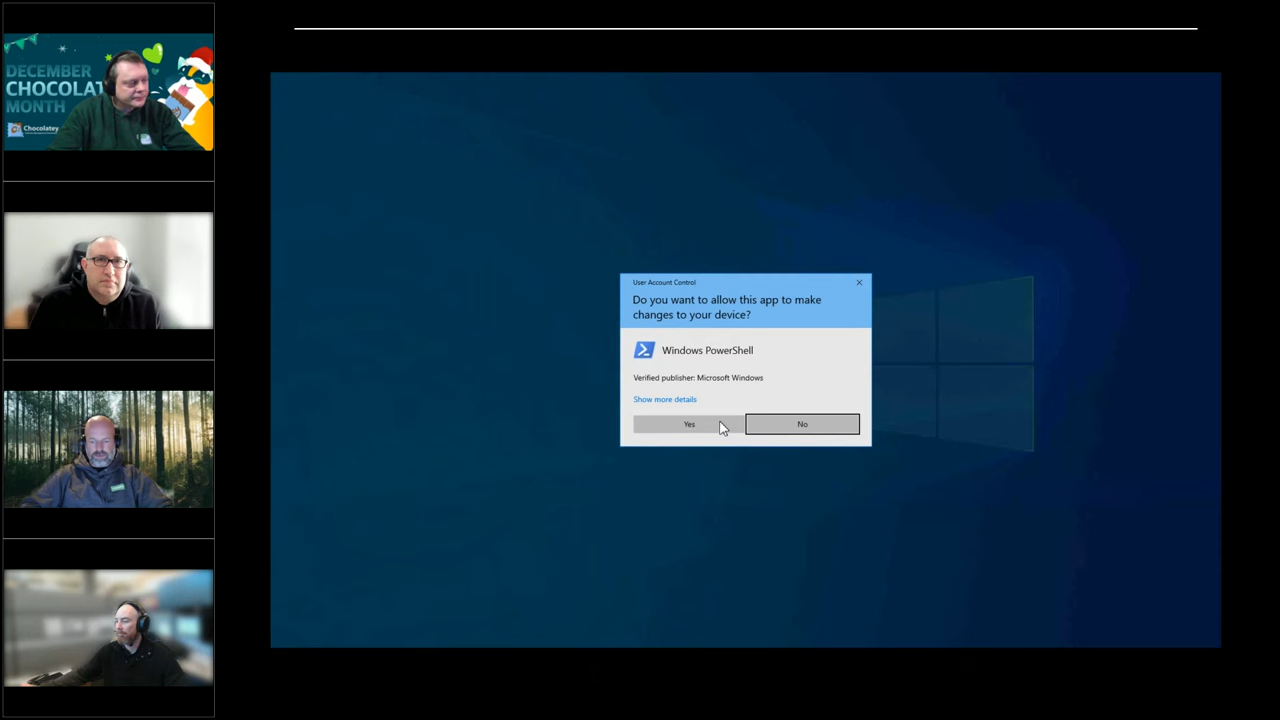 DECEMBER
CHOCOLAT
MONTH
Chocolatey
User Account Control
Do you want to allow this app to make
changes to your device?
Windows PowerShell
Verified publisher: Microsoft Windows
Show more details
Yes
No